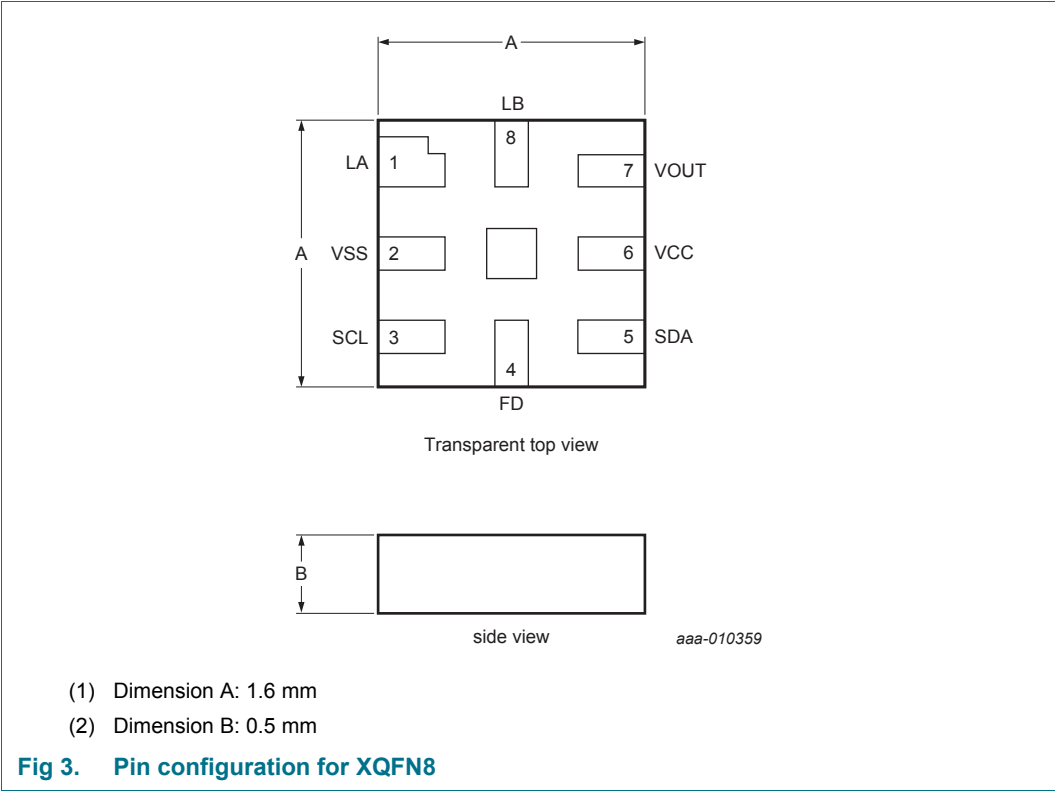 A
LB
8
LA 1
7 VOUT
A VSS 2
6 VCC
SCL 3
5 SDA
4
FD
Transparent top view
B
side view
aaa-010359
(1) Dimension A: 1.6 mm
(2) Dimension B: 0.5 mm
Fig 3. Pin configuration for XQFN8